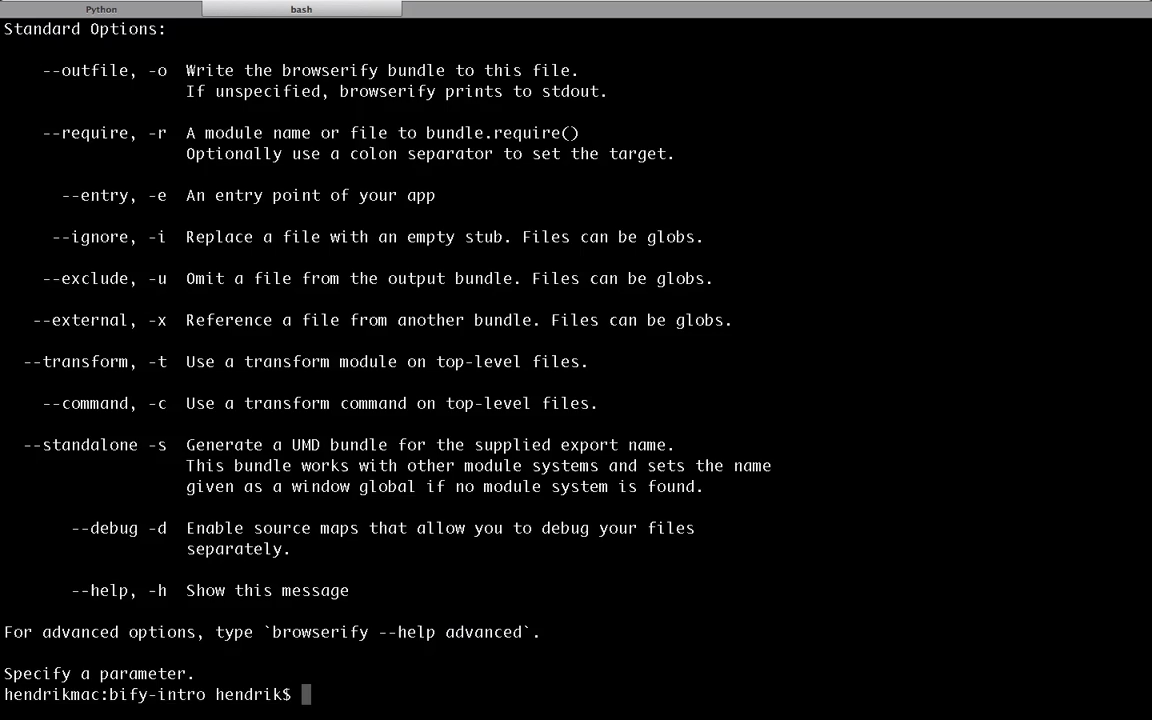 Python
bash
Standard Options:
--outfile, -o  Write the browserify bundle to this file.
If unspecified, browserify prints to stdout.
--require, -r  A module name or file to bundle.require()
Optionally use a colon separator to set the target.
--entry, -e  An entry point of your app
--ignore, -i  Replace a file with an empty stub. Files can be globs.
--exclude, -u  Omit a file from the output bundle. Files can be globs.
--external, -x  Reference a file from another bundle. Files can be globs.
--transform, -t  Use a transform module on top-level files.
--command, -c  Use a transform command on top-level files.
--standalone -s  Generate a UMD bundle for the supplied export name.
This bundle works with other module systems and sets the name
given as a window global if no module system is found.
--debug -d  Enable source maps that allow you to debug your files
separately.
--help, -h  Show this message
For advanced options, type `browserify --help advanced`.
Specify a parameter.
hendrikmac:bify-intro hendrik$